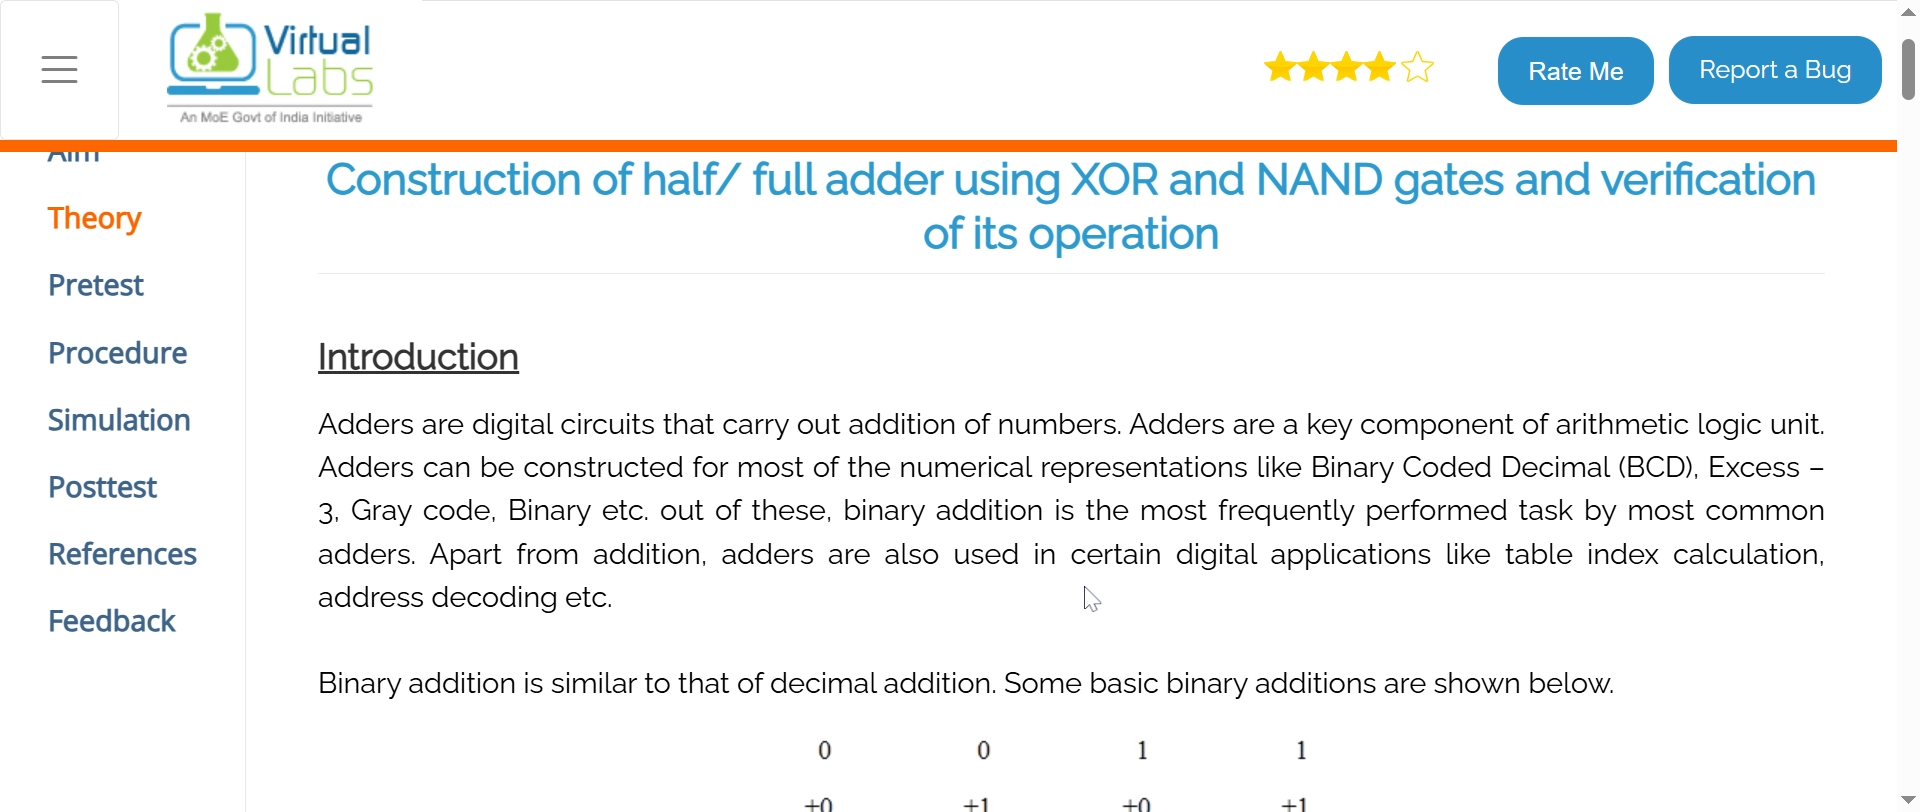 Virtual
Labs
An MoE Govt of India Initiative
Rate Me
Report a Bug
Aim
Theory
Pretest
Procedure
Simulation
Posttest
References
Feedback
Construction of half/ full adder using XOR and NAND gates and verification
of its operation
Introduction
Adders are digital circuits that carry out addition of numbers. Adders are a key component of arithmetic logic unit.
Adders can be constructed for most of the numerical representations like Binary Coded Decimal (BCD), Excess –
3, Gray code, Binary etc. out of these, binary addition is the most frequently performed task by most common
adders. Apart from addition, adders are also used in certain digital applications like table index calculation,
address decoding etc.
Binary addition is similar to that of decimal addition. Some basic binary additions are shown below.
0 0 1 1
+0 +1 +0 +1